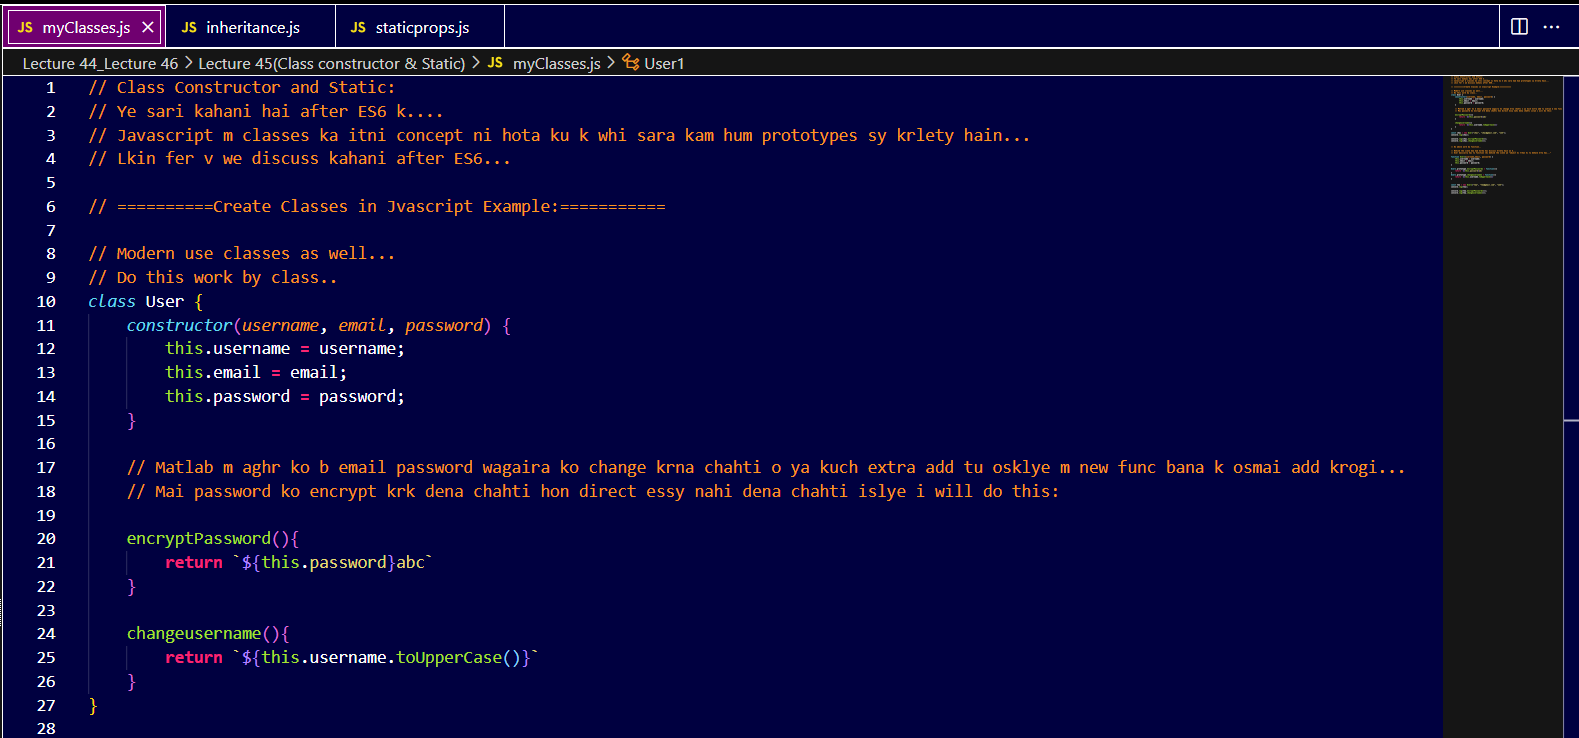 JS myClasses.js × JS inheritance.js JS staticprops.js
Lecture 44_Lecture 46 > Lecture 45(Class constructor & Static) > JS myClasses.js > User1
1 // Class Constructor and Static:
2 // Ye sari kahani hai after ES6 k....
3 // Javascript m classes ka itni concept ni hota ku k whi sara kam hum prototypes sy krlety hain...
4 // Lkin fer v we discuss kahani after ES6...
5
6 // ==========Create Classes in Jvascript Example:===========
7
8 // Modern use classes as well...
9 // Do this work by class..
10 class User {
11     constructor(username, email, password) {
12         this.username = username;
13         this.email = email;
14         this.password = password;
15     }
16
17     // Matlab m aghr ko b email password wagaira ko change krna chahti o ya kuch extra add tu osklye m new func bana k osmai add krogi...
18     // Mai password ko encrypt krk dena chahti hon direct essy nahi dena chahti islye i will do this:
19
20     encryptPassword(){
21         return `${this.password}abc`
22     }
23
24     changeusername(){
25         return `${this.username.toUpperCase()}`
26     }
27 }
28